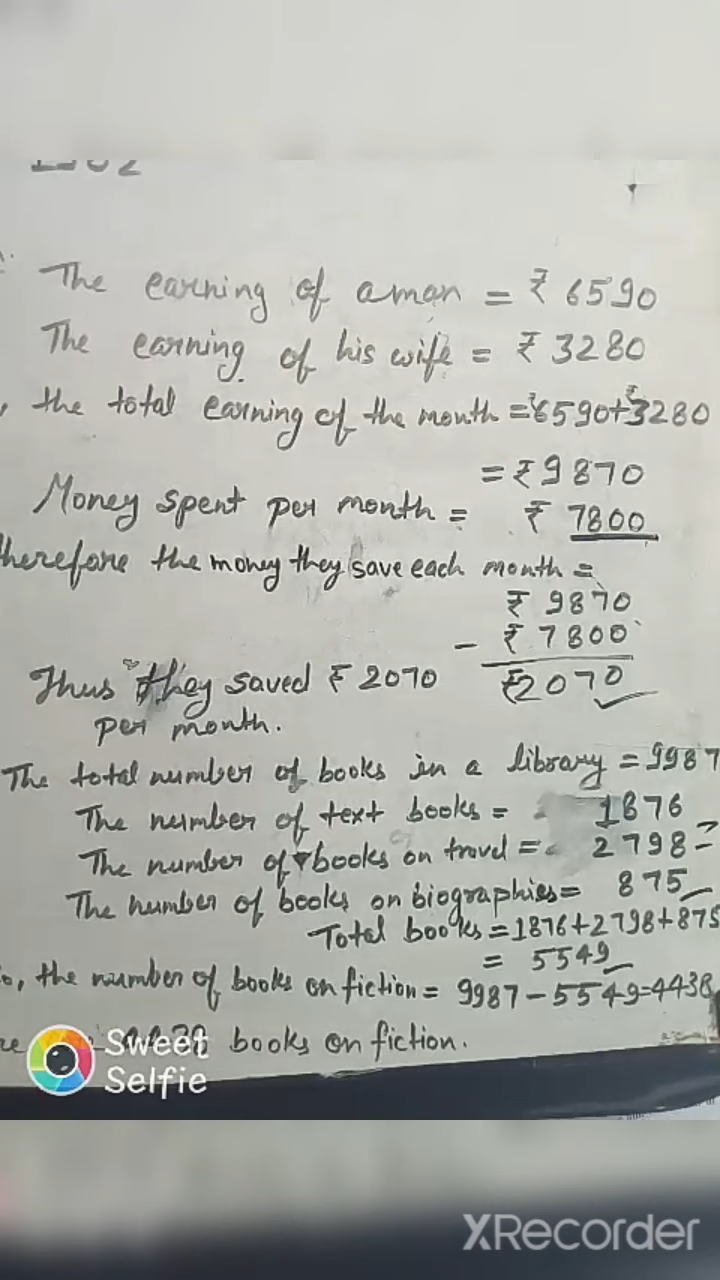 The earning of a man = ₹ 6590
The earning of his wife = ₹ 3280
, the total earning of the month = ₹6590+₹3280
= ₹ 9870
Money spent per month = ₹ 7800
therefore the money they save each month =
₹ 9870
- ₹ 7800
Thus they saved ₹ 2070 ₹2070
per month.
The total number of books in a library = 9987
The number of text books = 1876
The number of books on travel = 2798
The number of books on biographies = 875
Total books = 1876+2798+875
= 5549
So, the number of books on fiction = 9987-5549=4438
books on fiction.
Sweet
Selfie
XRecorder